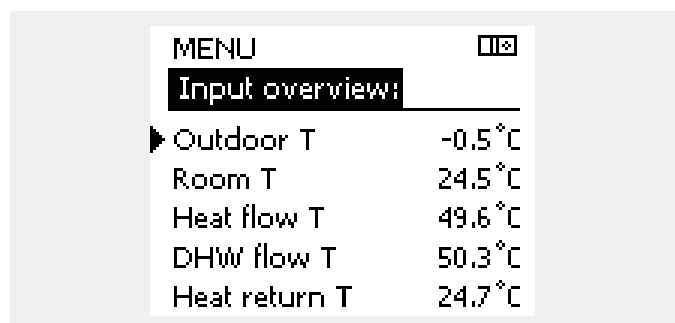 MENU
Input overview:
Outdoor T -0.5°C
Room T 24.5°C
Heat flow T 49.6°C
DHW flow T 50.3°C
Heat return T 24.7°C